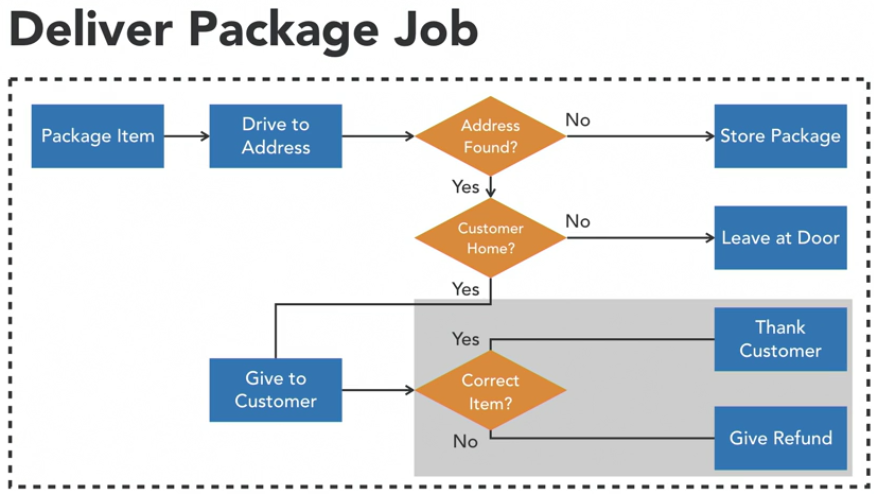 Deliver Package Job
Package Item
Drive to
Address
Address
Found?
No
Store Package
Yes
Customer
Home?
No
Leave at Door
Yes
Yes
Thank
Customer
Give to
Customer
Correct
Item?
No
Give Refund